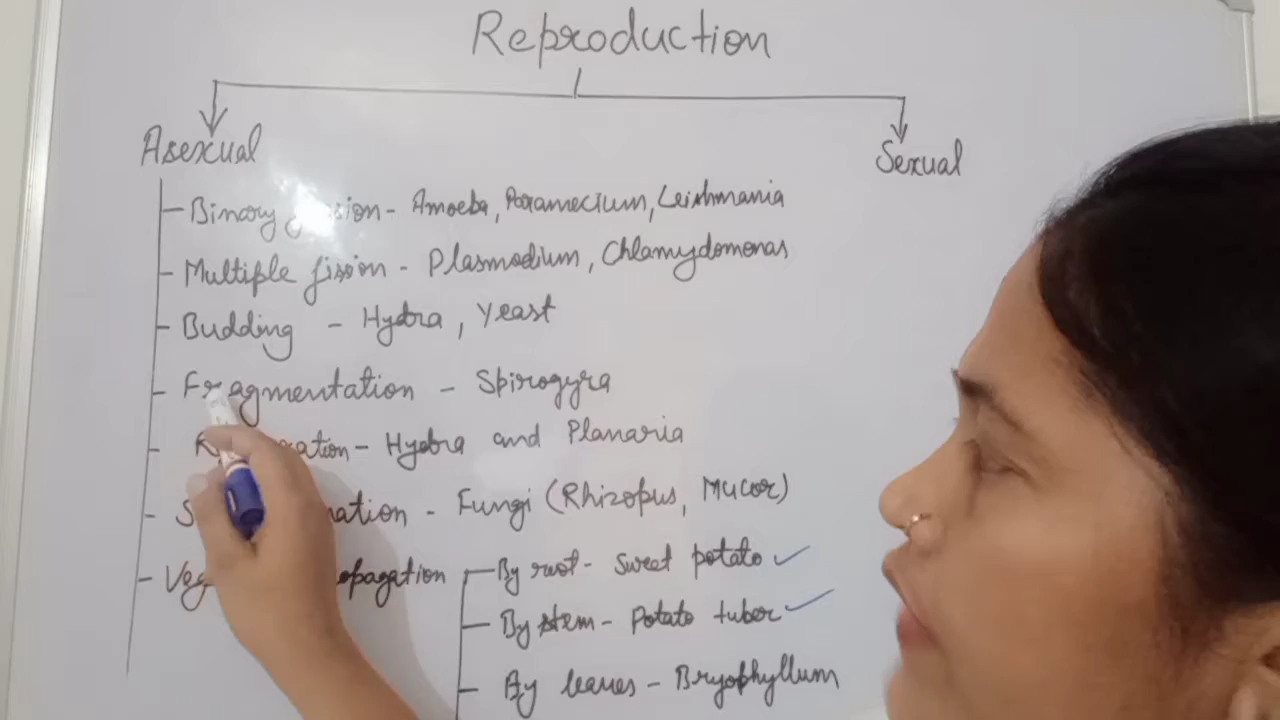 Reproduction
Asexual
Sexual
Binary - Amoeba, Paramecium, Leishmania
Multiple fission - Plasmodium, Chlamydomonas
Budding - Hydra, Yeast
Fragmentation - Spirogyra
- Hydra and Planaria
- Fungi (Rhizopus, Mucor)
By root - Sweet potato ✓
By stem - Potato tuber ✓
By leaves - Bryophyllum